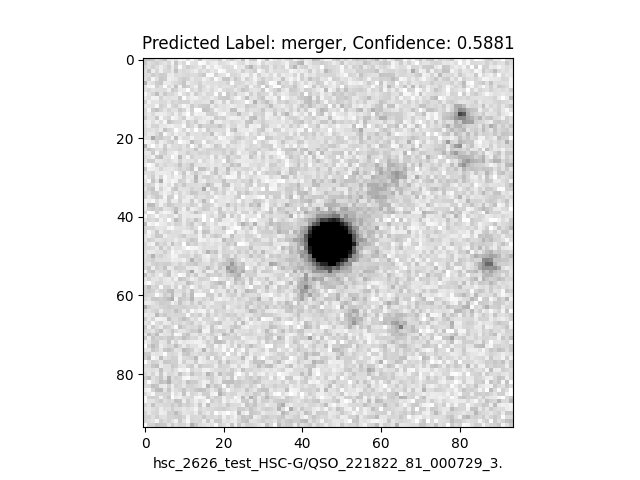 Predicted Label: merger, Confidence: 0.5881
0
20
40
60
80
0 20 40 60 80
hsc_2626_test_HSC-G/QSO_221822_81_000729_3.